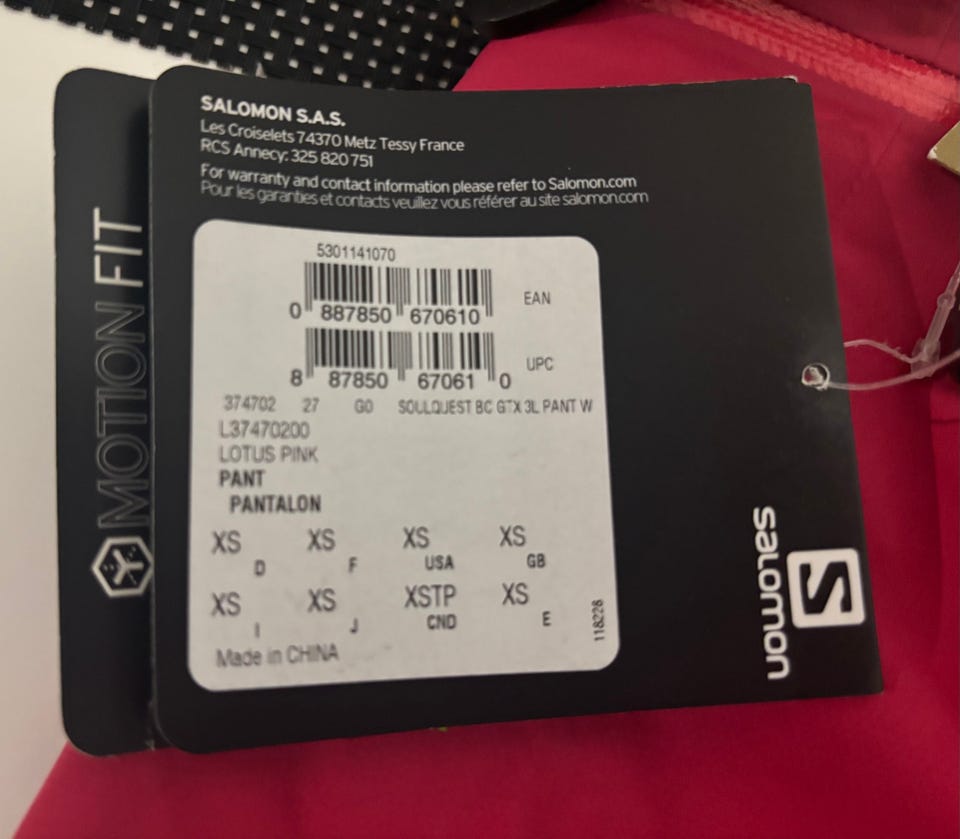 SALOMON S.A.S.
Les Croiselets 74370 Metz Tessy France
RCS Annecy: 325 820 751
For warranty and contact information please refer to Salomon.com
Pour les garanties et contacts veuillez vous référer au site salomon.com
5301141070
0 887850 670610
EAN
8 87850 67061 0
UPC
374702 27 G0 SOULQUEST BC GTX 3L PANT W
L37470200
LOTUS PINK
PANT
PANTALON
XS XS XS XS
D F USA GB
XS XS XSTP XS
I J CND E
Made in CHINA
118228
MOTION FIT
salomon